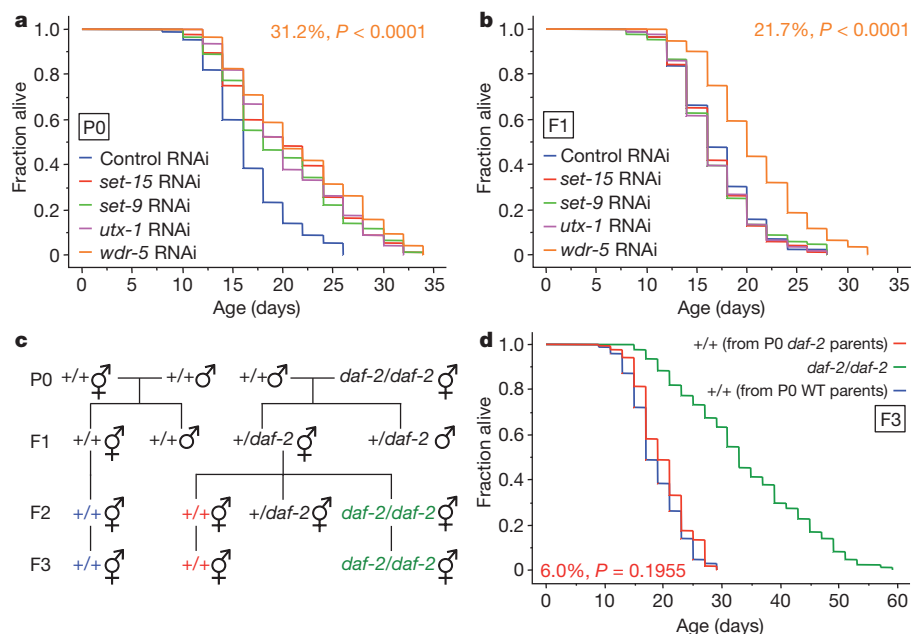 a
31.2%, P < 0.0001
Fraction alive
1.0
0.8
0.6
0.4
0.2
0
P0
Control RNAi
set-15 RNAi
set-9 RNAi
utx-1 RNAi
wdr-5 RNAi
0 5 10 15 20 25 30 35
Age (days)
b
21.7%, P < 0.0001
Fraction alive
1.0
0.8
0.6
0.4
0.2
0
F1
Control RNAi
set-15 RNAi
set-9 RNAi
utx-1 RNAi
wdr-5 RNAi
0 5 10 15 20 25 30 35
Age (days)
c
P0 +/+⚥ +/+♂ +/+♂ daf-2/daf-2 ⚥
F1 +/+⚥ +/+♂ +/daf-2⚥ +/daf-2♂
F2 +/+⚥ +/+⚥ +/daf-2⚥ daf-2/daf-2⚥
F3 +/+⚥ +/+⚥ daf-2/daf-2⚥
d
+/+ (from P0 daf-2 parents)
daf-2/daf-2
+/+ (from P0 WT parents)
F3
Fraction alive
1.0
0.8
0.6
0.4
0.2
0
6.0%, P = 0.1955
0 10 20 30 40 50 60
Age (days)